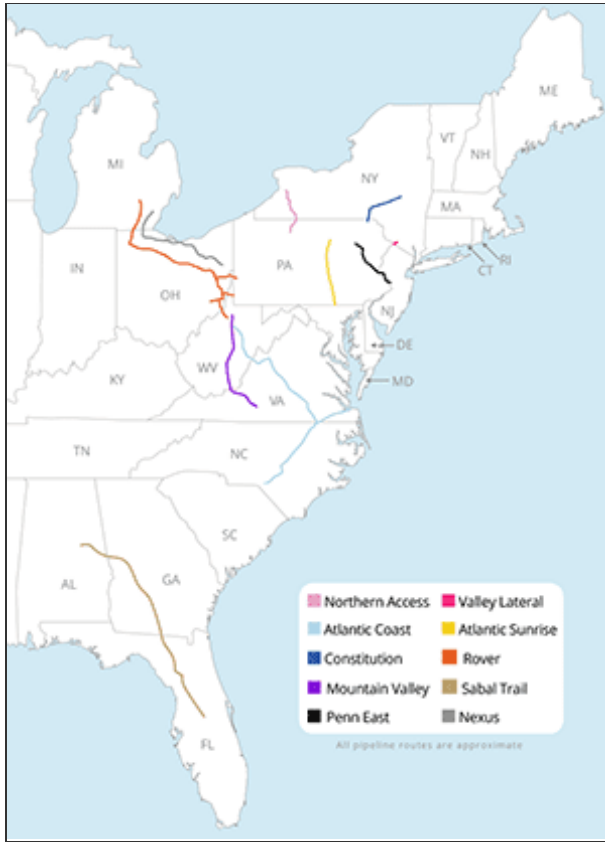 ME
VT
NH
MI
NY
MA
RI
CT
IN
PA
OH
NJ
DE
WV
KY
VA
MD
TN
NC
SC
AL
GA
FL
Northern Access
Valley Lateral
Atlantic Coast
Atlantic Sunrise
Constitution
Rover
Mountain Valley
Sabal Trail
Penn East
Nexus
All pipeline routes are approximate